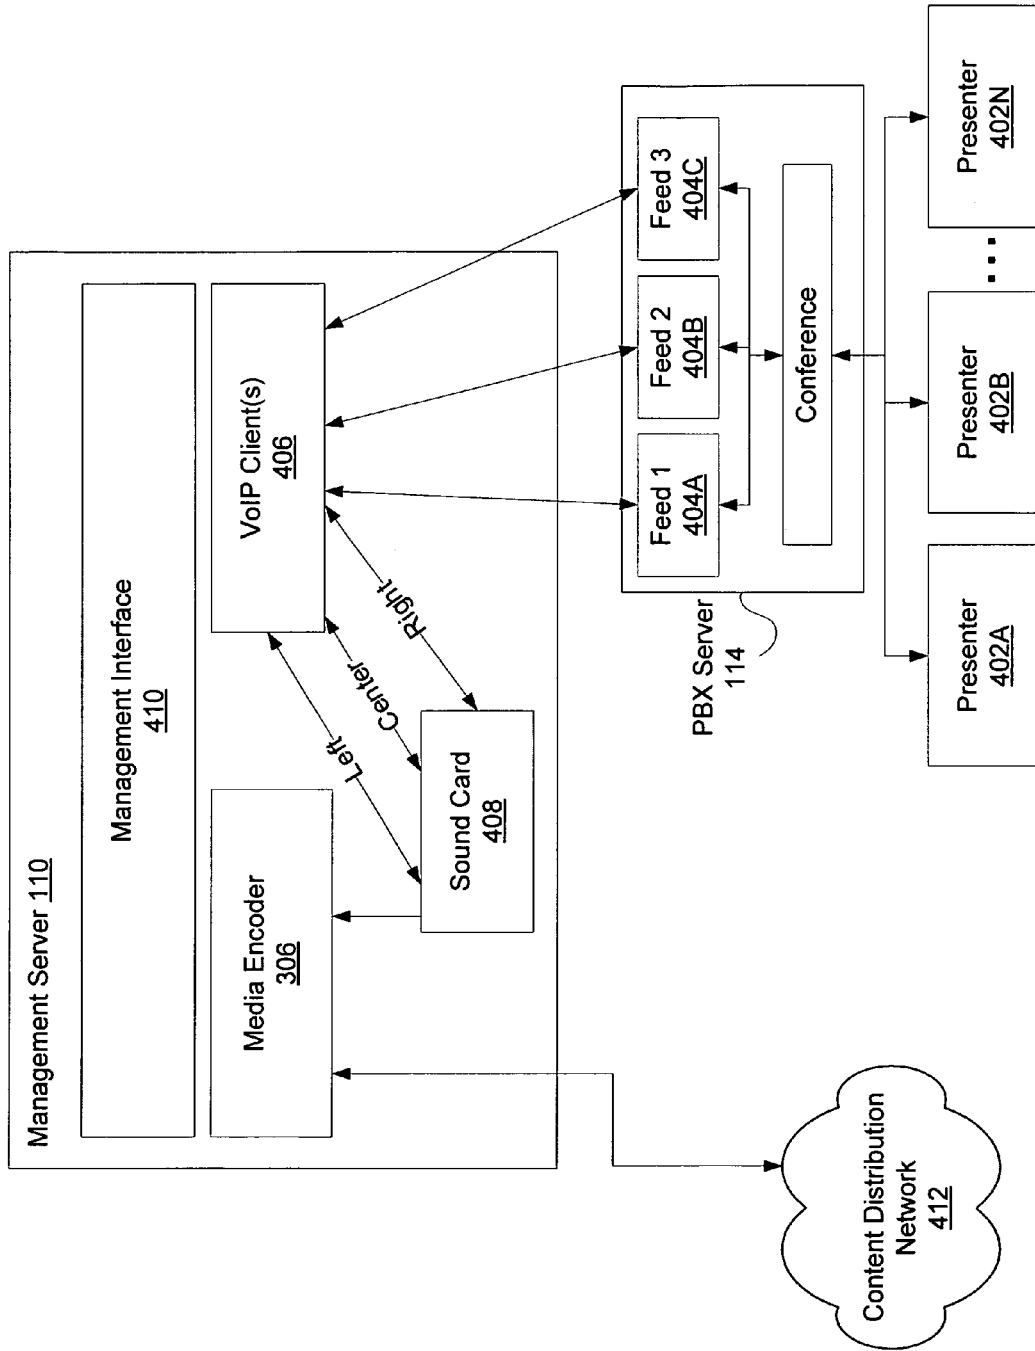 Management Server 110
Management Interface
410
Media Encoder
306
VoIP Client(s)
406
Left
Center
Right
Sound Card
408
PBX Server
114
Feed 1
404A
Feed 2
404B
Feed 3
404C
Conference
Content Distribution
Network
412
Presenter
402A
Presenter
402B
Presenter
402N